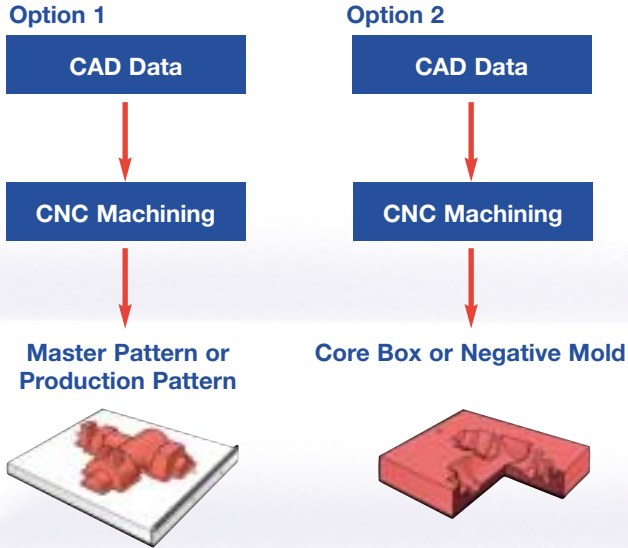 Option 1
CAD Data
CNC Machining
Master Pattern or
Production Pattern
Option 2
CAD Data
CNC Machining
Core Box or Negative Mold